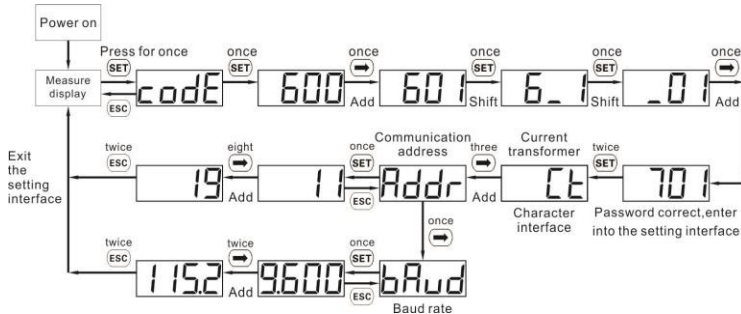 Power on
Press for once
once
once
once
once
once
SET
SET
➡
SET
SET
➡
Measure
display
codE
600
601
6_1
_01
ESC
Add
Shift
Shift
Add
Communication
address
Current
transformer
twice
eight
once
three
twice
ESC
➡
SET
➡
SET
Exit
the
setting
interface
19
11
Addr
Ct
701
Add
ESC
Add
Character
interface
Password correct,enter
into the setting interface
once
➡
twice
twice
once
ESC
➡
SET
115.2
9.600
bAud
Add
ESC
Baud rate